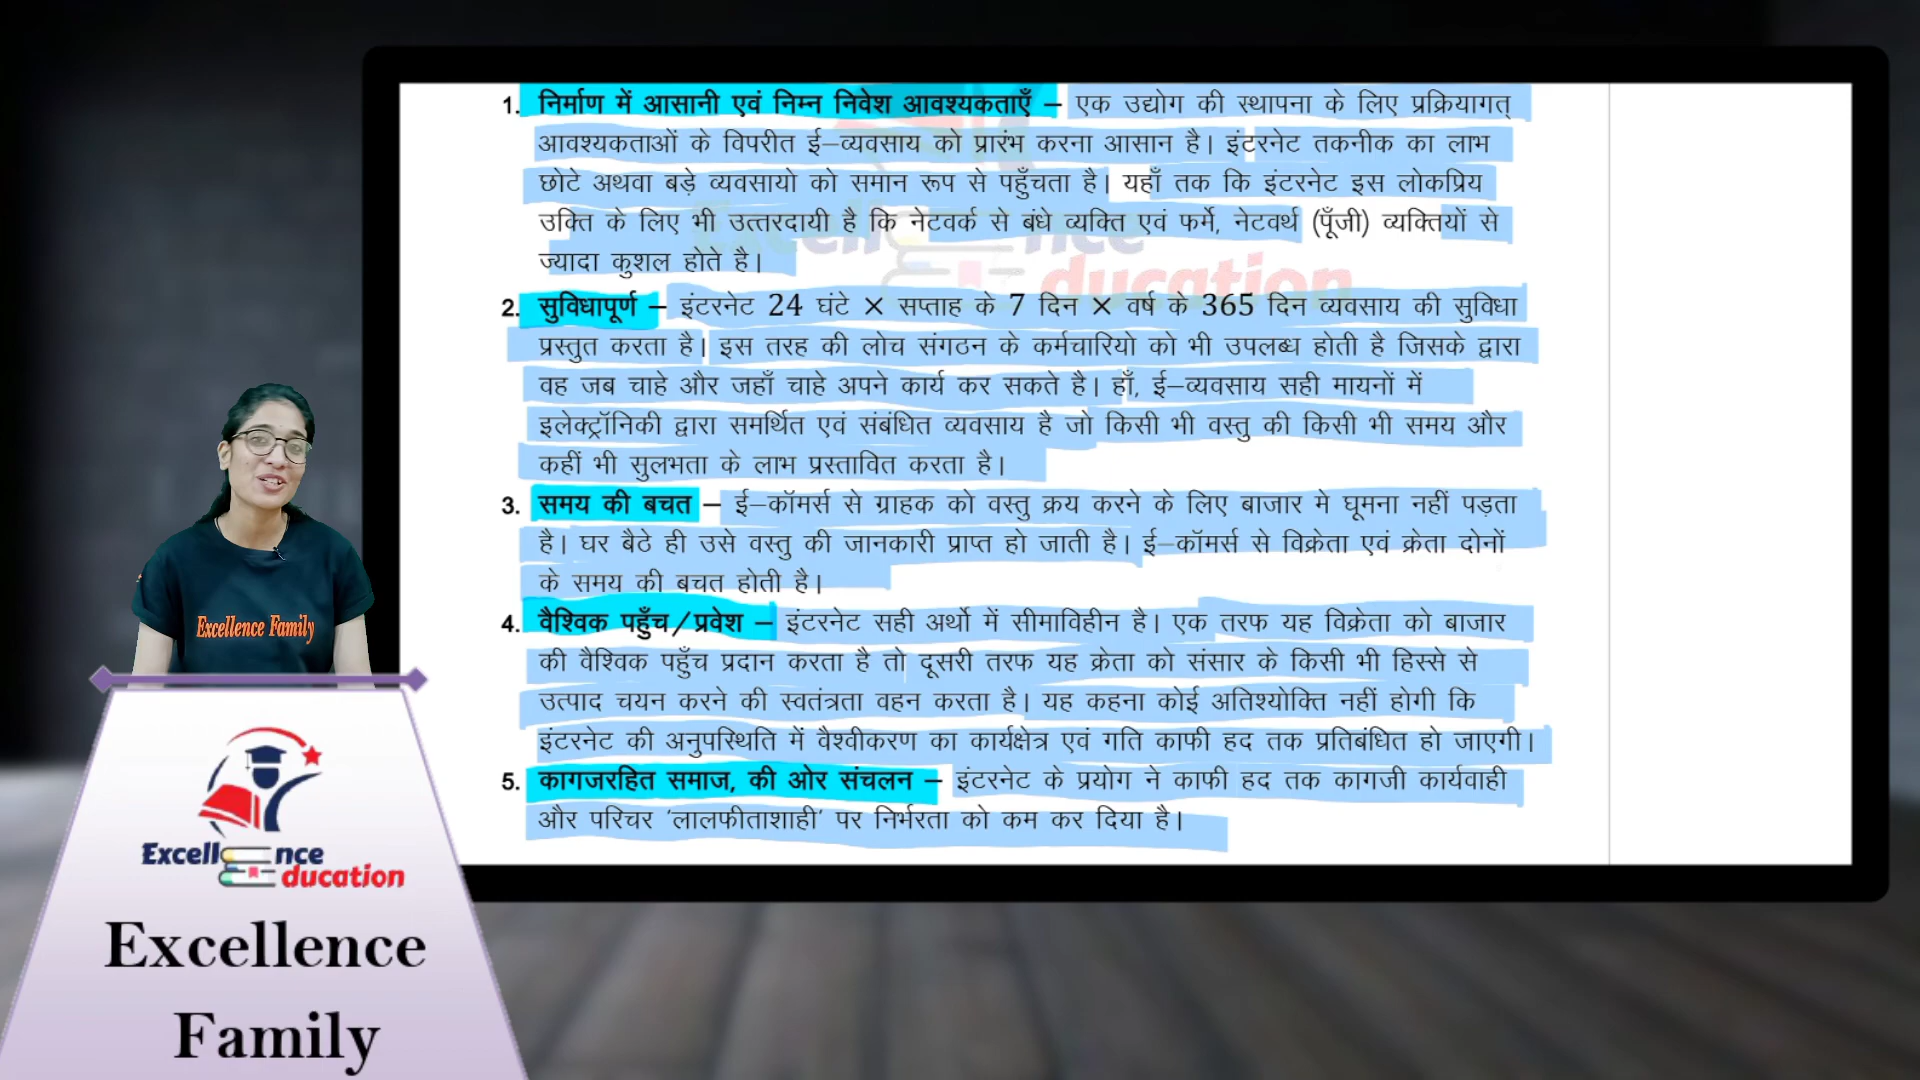 1. निर्माण में आसानी एवं निम्न निवेश आवश्यकताएँ – एक उद्योग की स्थापना के लिए प्रक्रियागत्
आवश्यकताओं के विपरीत ई–व्यवसाय को प्रारंभ करना आसान है। इंटरनेट तकनीक का लाभ
छोटे अथवा बड़े व्यवसायो को समान रूप से पहुँचता है। यहाँ तक कि इंटरनेट इस लोकप्रिय
उक्ति के लिए भी उत्तरदायी है कि नेटवर्क से बंधे व्यक्ति एवं फर्मे, नेटवर्थ (पूँजी) व्यक्तियों से
ज्यादा कुशल होते है।
2. सुविधापूर्ण – इंटरनेट 24 घंटे × सप्ताह के 7 दिन × वर्ष के 365 दिन व्यवसाय की सुविधा
प्रस्तुत करता है। इस तरह की लोच संगठन के कर्मचारियो को भी उपलब्ध होती है जिसके द्वारा
वह जब चाहे और जहाँ चाहे अपने कार्य कर सकते है। हाँ, ई–व्यवसाय सही मायनों में
इलेक्ट्रॉनिकी द्वारा समर्थित एवं संबंधित व्यवसाय है जो किसी भी वस्तु की किसी भी समय और
कहीं भी सुलभता के लाभ प्रस्तावित करता है।
3. समय की बचत – ई–कॉमर्स से ग्राहक को वस्तु क्रय करने के लिए बाजार मे घूमना नहीं पड़ता
है। घर बैठे ही उसे वस्तु की जानकारी प्राप्त हो जाती है। ई–कॉमर्स से विक्रेता एवं क्रेता दोनों
के समय की बचत होती है।
4. वैश्विक पहुँच/प्रवेश – इंटरनेट सही अर्थो में सीमाविहीन है। एक तरफ यह विक्रेता को बाजार
की वैश्विक पहुँच प्रदान करता है तो दूसरी तरफ यह क्रेता को संसार के किसी भी हिस्से से
उत्पाद चयन करने की स्वतंत्रता वहन करता है। यह कहना कोई अतिश्योक्ति नहीं होगी कि
इंटरनेट की अनुपस्थिति में वैश्वीकरण का कार्यक्षेत्र एवं गति काफी हद तक प्रतिबंधित हो जाएगी।
5. कागजरहित समाज, की ओर संचलन – इंटरनेट के प्रयोग ने काफी हद तक कागजी कार्यवाही
और परिचर 'लालफीताशाही' पर निर्भरता को कम कर दिया है।
Excellence Family
Excellence
Education
Excellence
Family